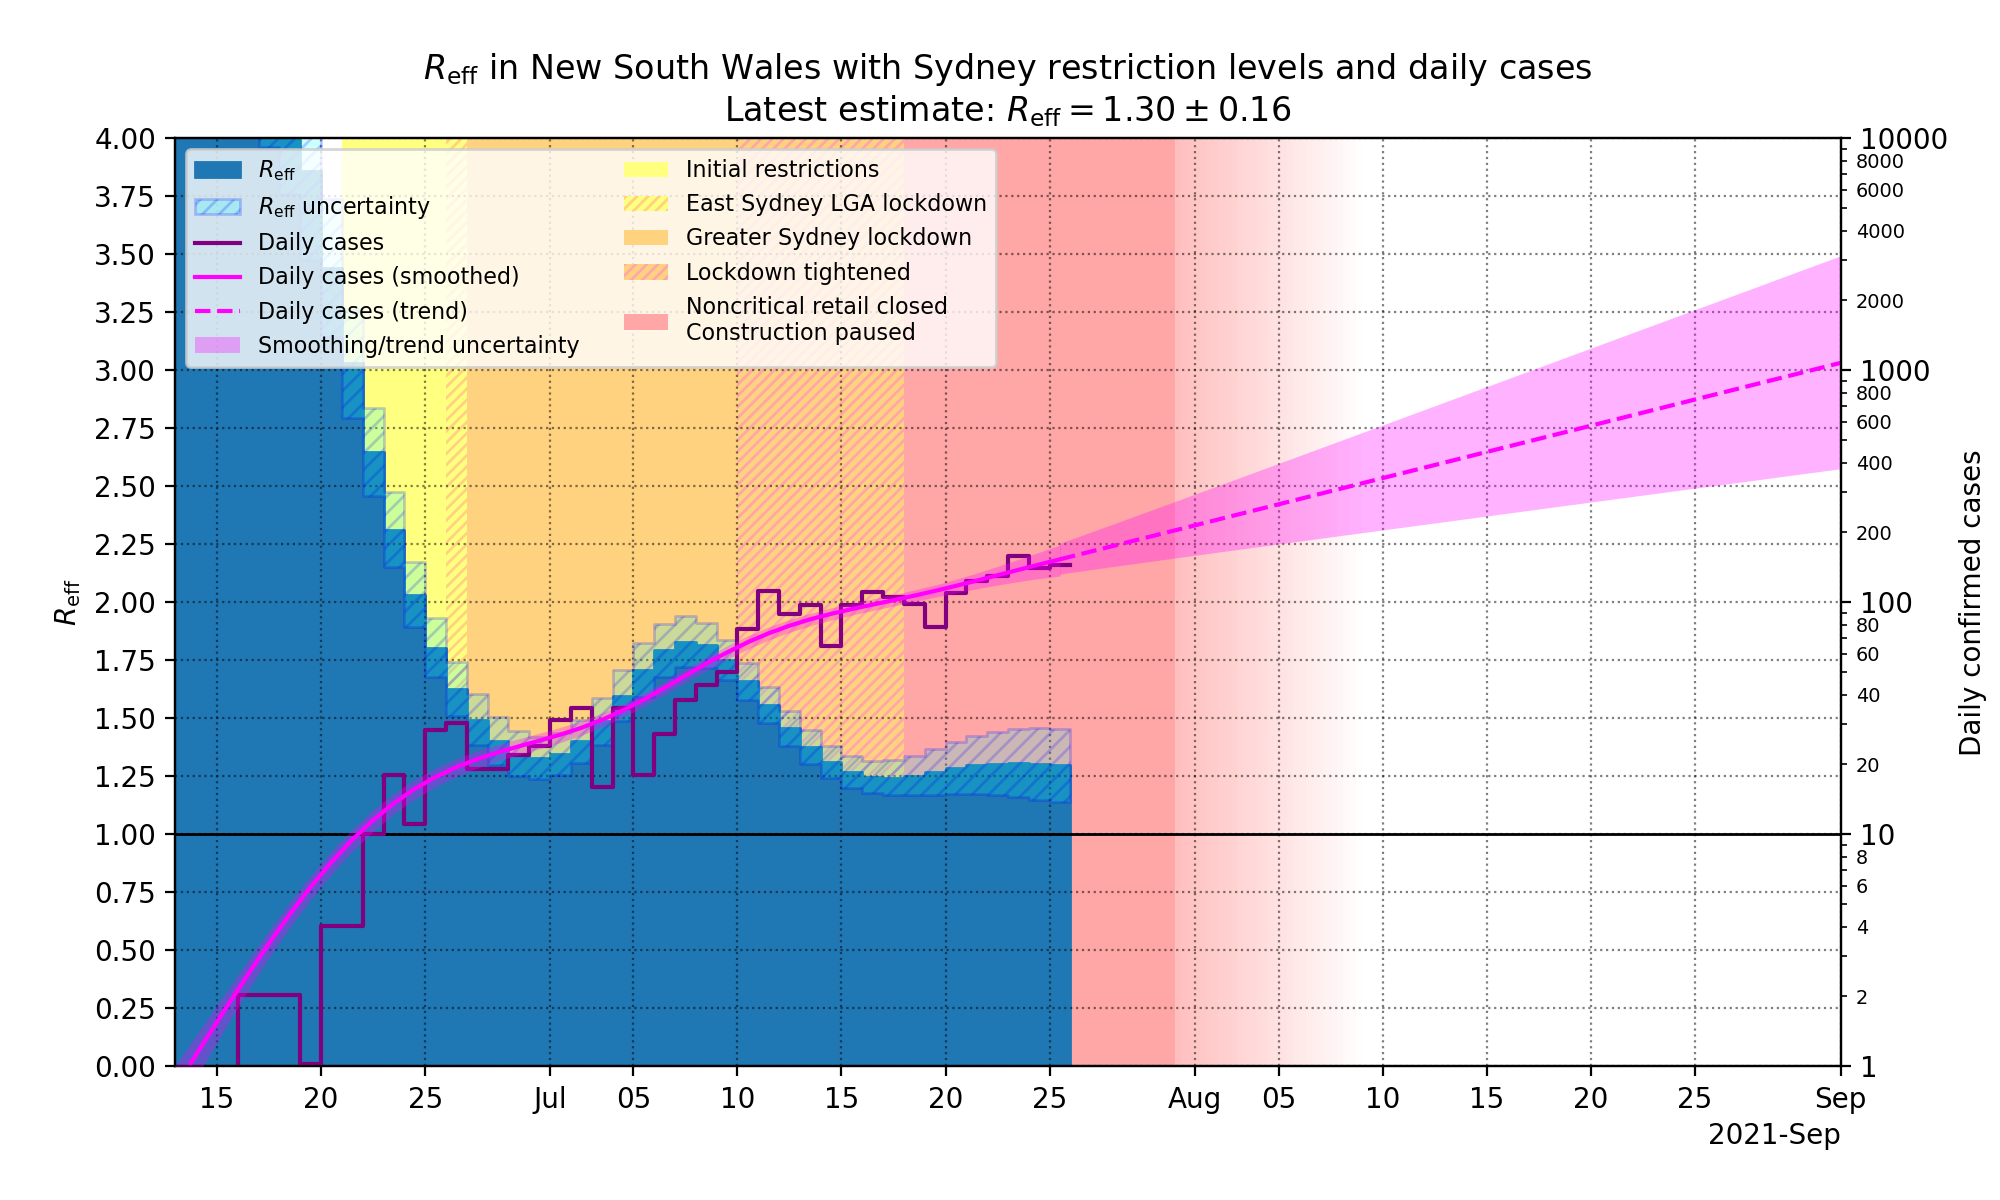 R_eff in New South Wales with Sydney restriction levels and daily cases
Latest estimate: R_eff = 1.30 ± 0.16
R_eff
R_eff uncertainty
Daily cases
Daily cases (smoothed)
Daily cases (trend)
Smoothing/trend uncertainty
Initial restrictions
East Sydney LGA lockdown
Greater Sydney lockdown
Lockdown tightened
Noncritical retail closed
Construction paused
R_eff
4.00
3.75
3.50
3.25
3.00
2.75
2.50
2.25
2.00
1.75
1.50
1.25
1.00
0.75
0.50
0.25
0.00
10000
8000
6000
4000
2000
1000
800
600
400
200
100
80
60
40
20
10
8
6
4
2
1
Daily confirmed cases
15 20 25 Jul 05 10 15 20 25 Aug 05 10 15 20 25 Sep
2021-Sep